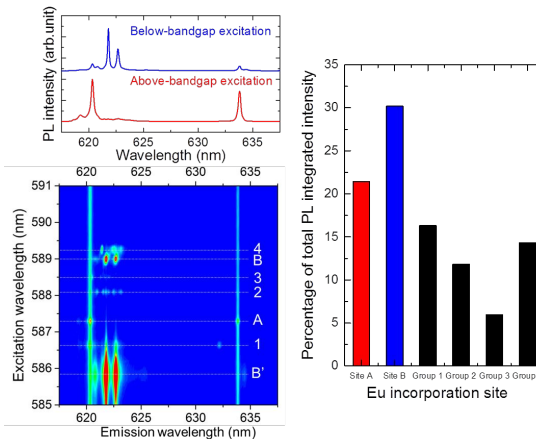 PL intensity (arb.unit)
Below-bandgap excitation
Above-bandgap excitation
620 625 630 635
Wavelength (nm)
620 625 630 635
Excitation wavelength (nm)
591
590
589
588
587
586
585
4
B
3
2
A
1
B'
620 625 630 635
Emission wavelength (nm)
Percentage of total PL integrated intensity
35
30
25
20
15
10
5
0
Site A Site B Group 1 Group 2 Group 3 Group
Eu incorporation site